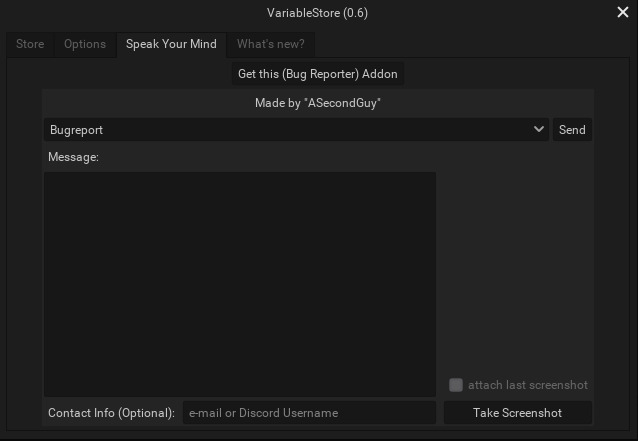 VariableStore (0.6)
Store Options Speak Your Mind What's new?
Get this (Bug Reporter) Addon
Made by "ASecondGuy"
Bugreport Send
Message:
attach last screenshot
Contact Info (Optional): e-mail or Discord Username Take Screenshot